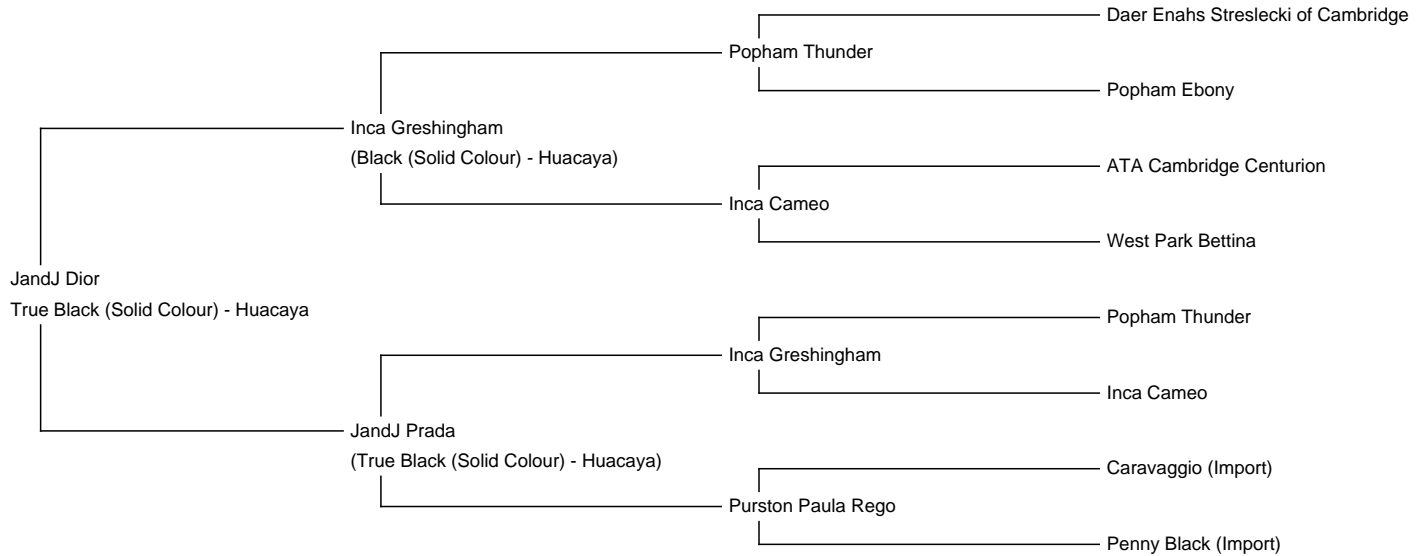 Daer Enahs Streslecki of Cambridge
Popham Thunder
Popham Ebony
Inca Greshingham
(Black (Solid Colour) - Huacaya)
ATA Cambridge Centurion
Inca Cameo
West Park Bettina
JandJ Dior
True Black (Solid Colour) - Huacaya
Popham Thunder
Inca Greshingham
Inca Cameo
JandJ Prada
(True Black (Solid Colour) - Huacaya)
Caravaggio (Import)
Purston Paula Rego
Penny Black (Import)